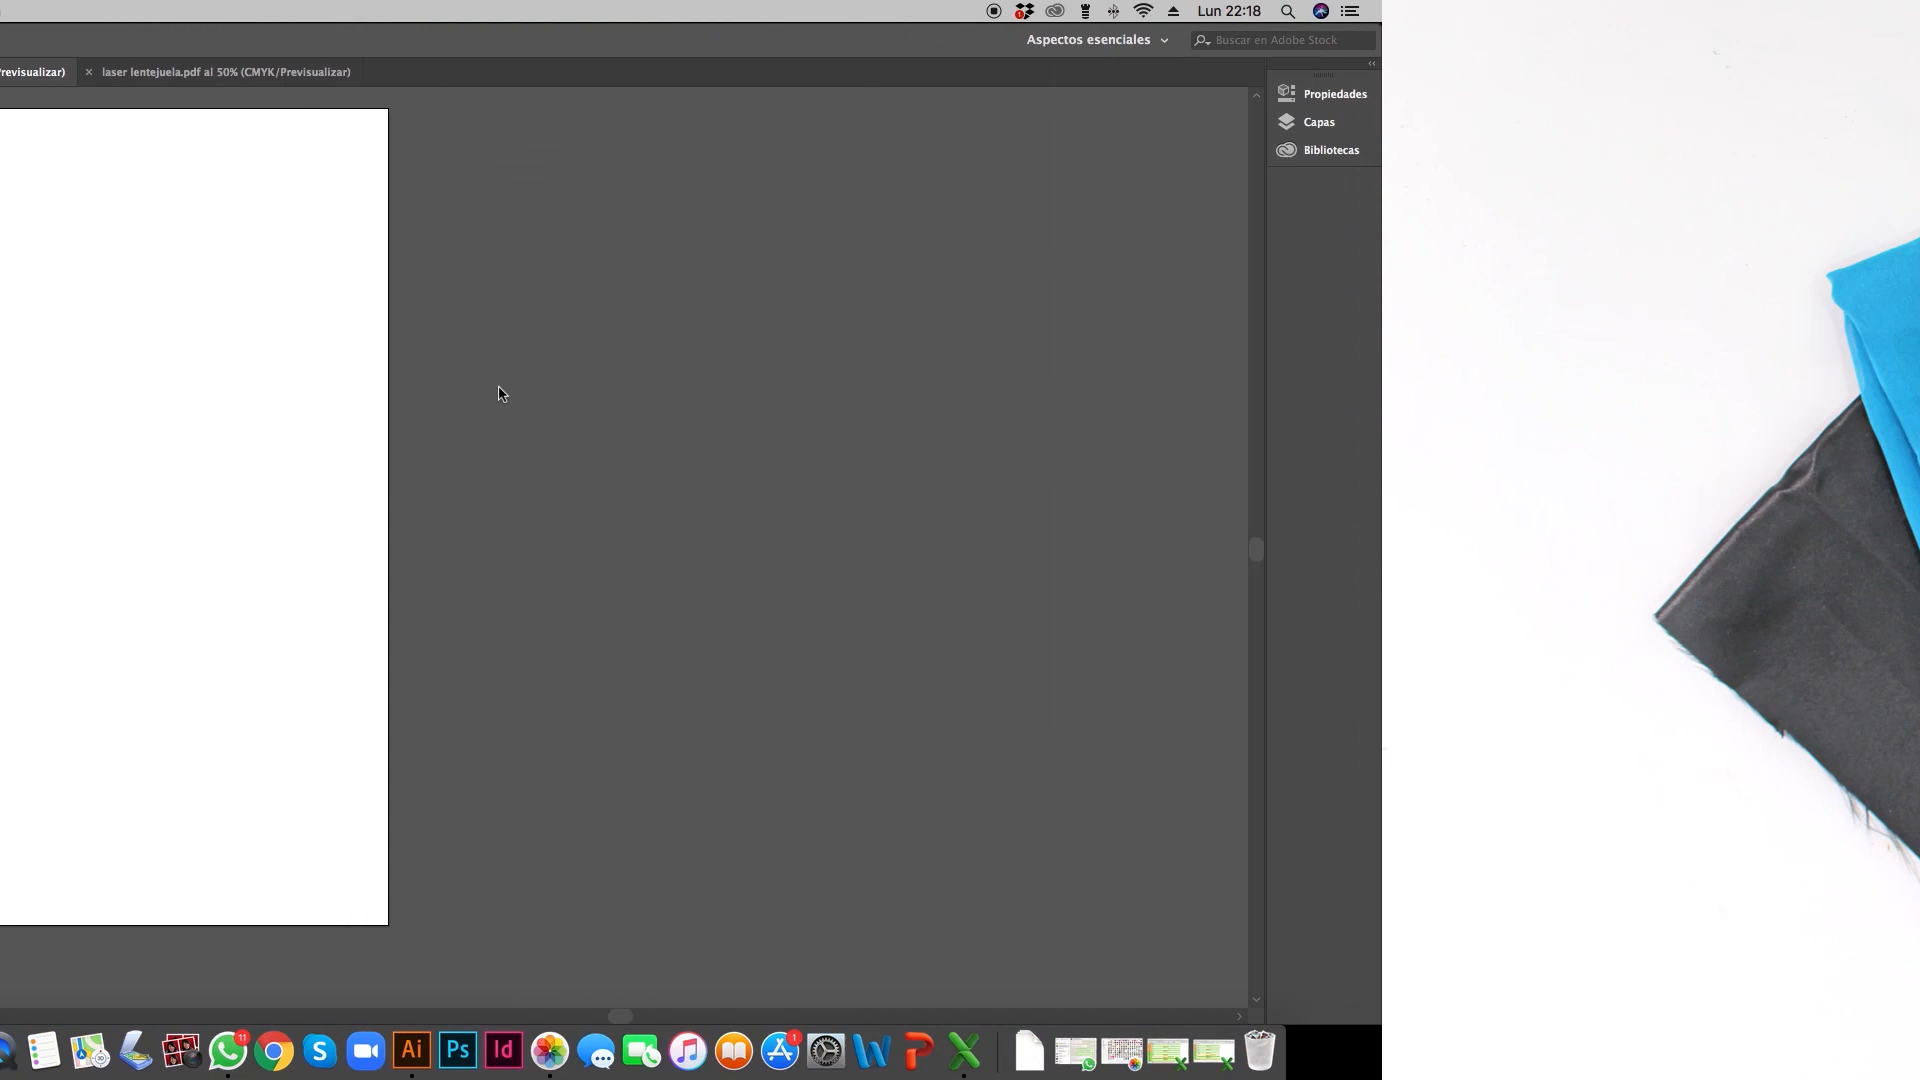 Lun 22:18
Aspectos esenciales
Buscar en Adobe Stock
revisualizar)
× laser lentejuela.pdf al 50% (CMYK/Previsualizar)
Propiedades
Capas
Bibliotecas
11
S
Ai
Ps
Id
1
W
P
X